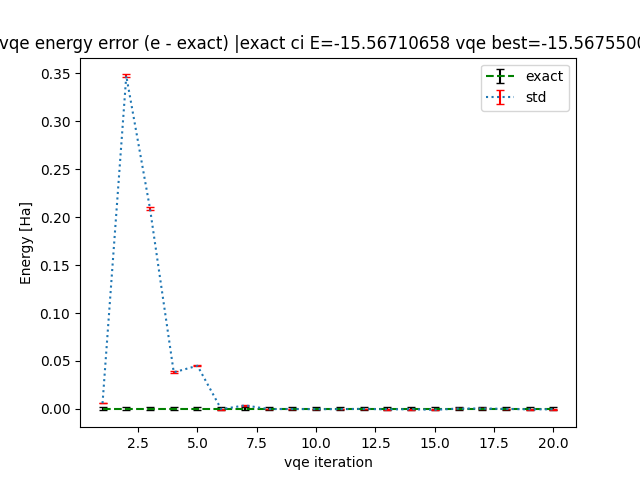 vqe energy error (e - exact) |exact ci E=-15.56710658 vqe best=-15.5675500
exact
std
0.35
0.30
0.25
0.20
0.15
0.10
0.05
0.00
Energy [Ha]
2.5 5.0 7.5 10.0 12.5 15.0 17.5 20.0
vqe iteration